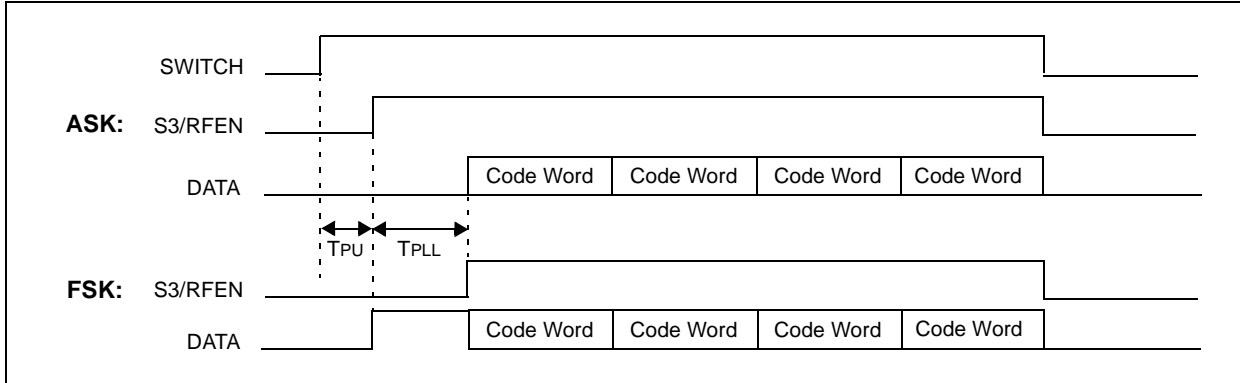 SWITCH
ASK: S3/RFEN
DATA Code Word Code Word Code Word Code Word
TPU TPLL
FSK: S3/RFEN
DATA Code Word Code Word Code Word Code Word